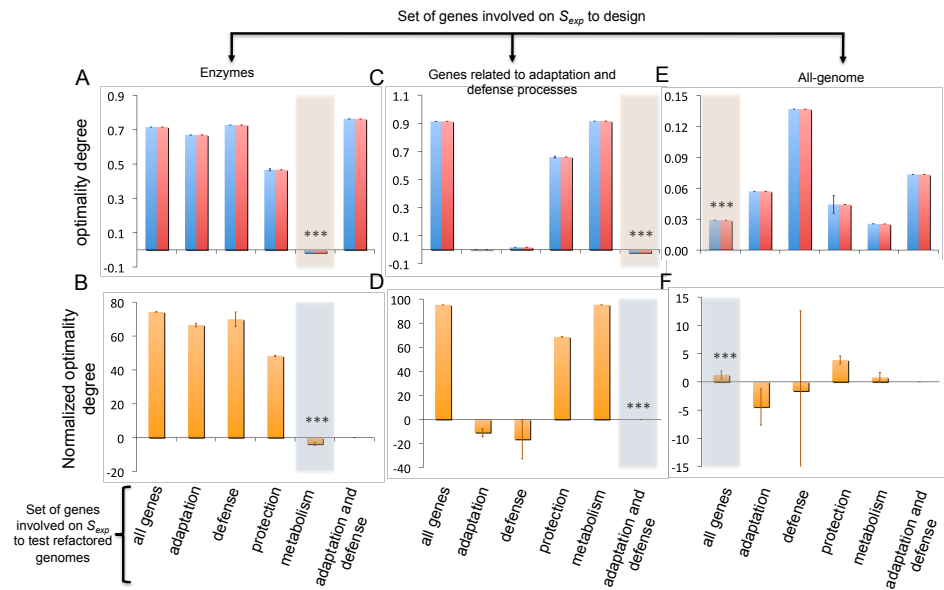 Set of genes involved on Sexp to design
A
Enzymes
C
Genes related to adaptation and
defense processes
E
All-genome
optimality degree
0.9
0.7
0.5
0.3
0.1
-0.1
***
1.1
0.9
0.7
0.5
0.3
0.1
-0.1
***
0.15
0.12
0.09
0.06
0.03
0.00
***
B
D
F
Normalized optimality
degree
80
60
40
20
0
-20
***
100
80
60
40
20
0
-20
-40
***
15
10
5
0
-5
-10
-15
***
Set of genes
involved on Sexp
to test refactored
genomes
all genes
adaptation
defense
protection
metabolism
adaptation and
defense
all genes
adaptation
defense
protection
metabolism
adaptation and
defense
all genes
adaptation
defense
protection
metabolism
adaptation and
defense